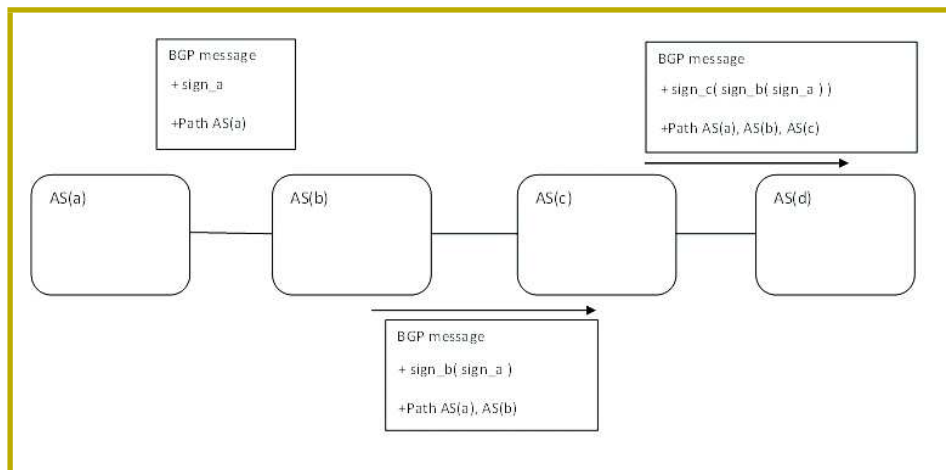 BGP message
+ sign_a
+Path AS(a)
BGP message
+ sign_c( sign_b( sign_a ) )
+Path AS(a), AS(b), AS(c)
AS(a)
AS(b)
AS(c)
AS(d)
BGP message
+ sign_b( sign_a )
+Path AS(a), AS(b)